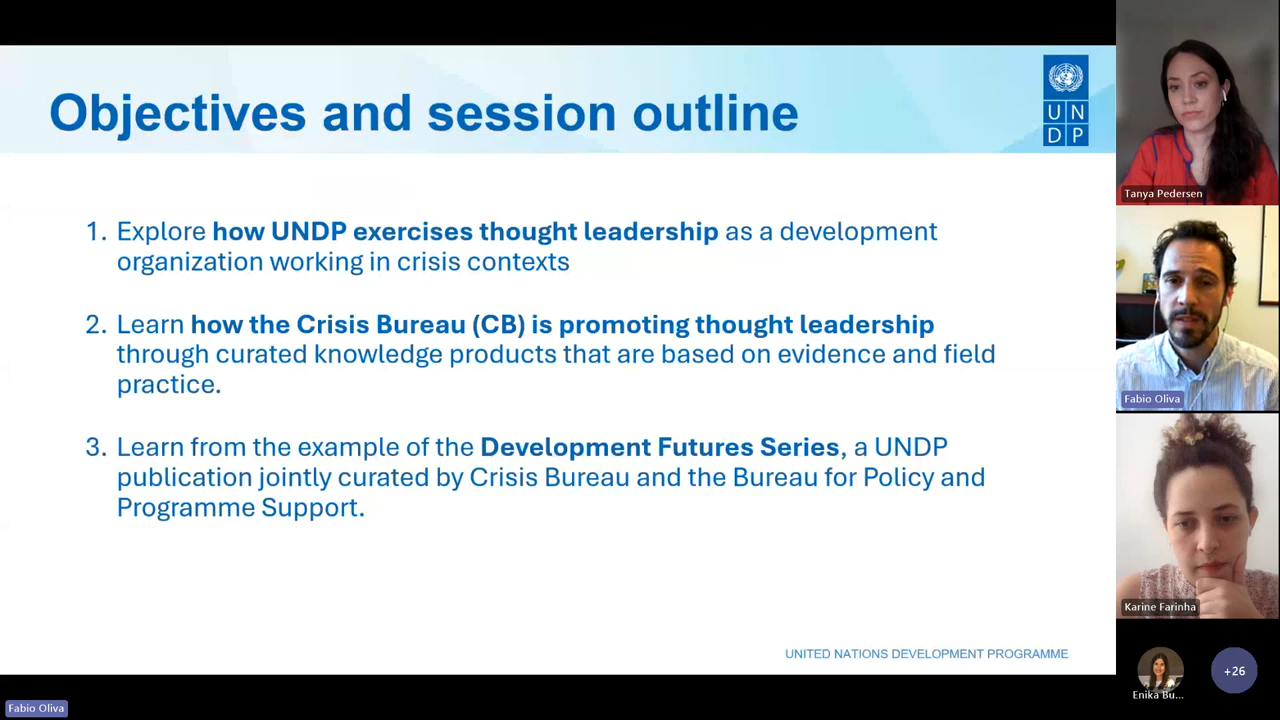 Objectives and session outline
U N
D P
1. Explore how UNDP exercises thought leadership as a development
organization working in crisis contexts
2. Learn how the Crisis Bureau (CB) is promoting thought leadership
through curated knowledge products that are based on evidence and field
practice.
3. Learn from the example of the Development Futures Series, a UNDP
publication jointly curated by Crisis Bureau and the Bureau for Policy and
Programme Support.
UNITED NATIONS DEVELOPMENT PROGRAMME
Fabio Oliva
Tanya Pedersen
Fabio Oliva
Karine Farinha
Enika Bu...
+26